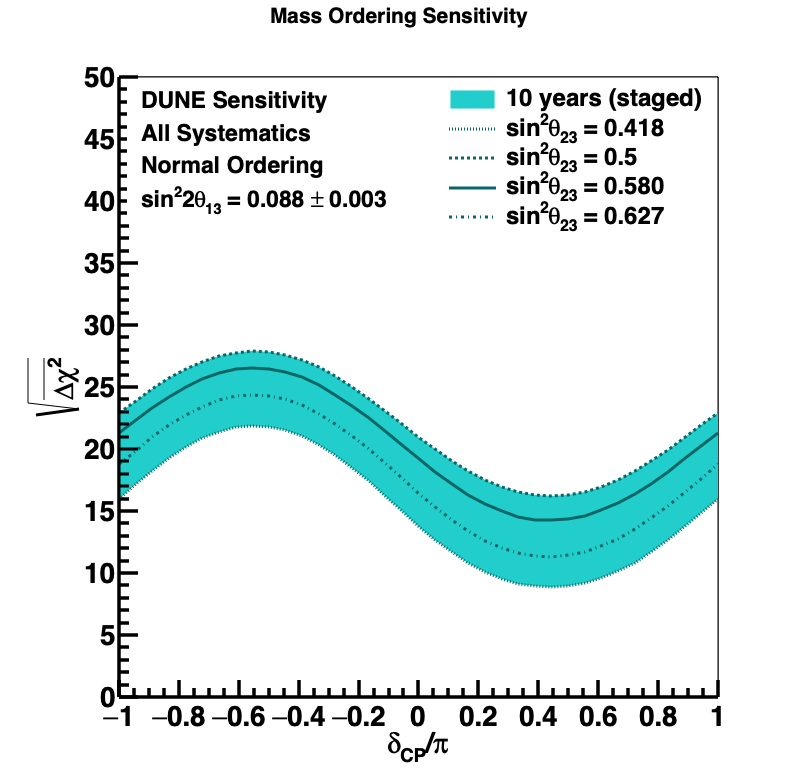 Mass Ordering Sensitivity
DUNE Sensitivity
All Systematics
Normal Ordering
sin²2θ₁₃ = 0.088 ± 0.003
10 years (staged)
sin²θ₂₃ = 0.418
sin²θ₂₃ = 0.5
sin²θ₂₃ = 0.580
sin²θ₂₃ = 0.627
50
45
40
35
30
25
20
15
10
5
0
√Δχ²
−1 −0.8 −0.6 −0.4 −0.2 0 0.2 0.4 0.6 0.8 1
δCP/π